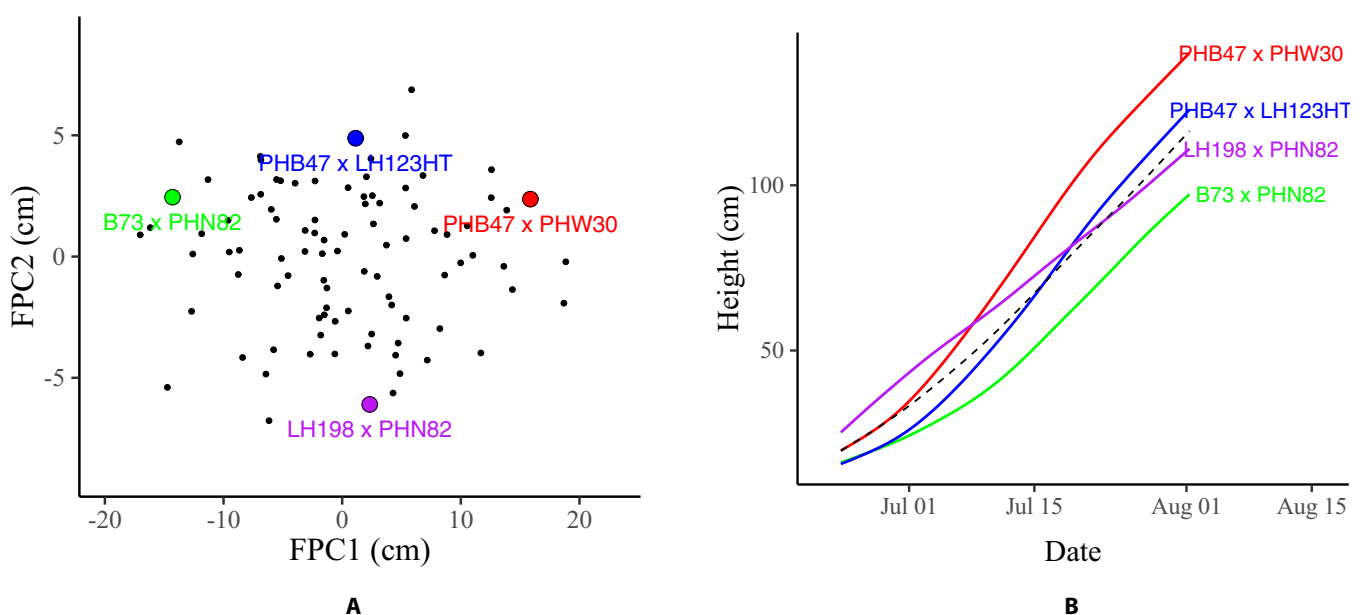 FPC2 (cm)
5
0
-5
PHB47 x LH123HT
B73 x PHN82
PHB47 x PHW30
LH198 x PHN82
-20
-10
0
10
20
FPC1 (cm)
A
Height (cm)
100
50
PHB47 x PHW30
PHB47 x LH123HT
LH198 x PHN82
B73 x PHN82
Jul 01
Jul 15
Aug 01
Aug 15
Date
B